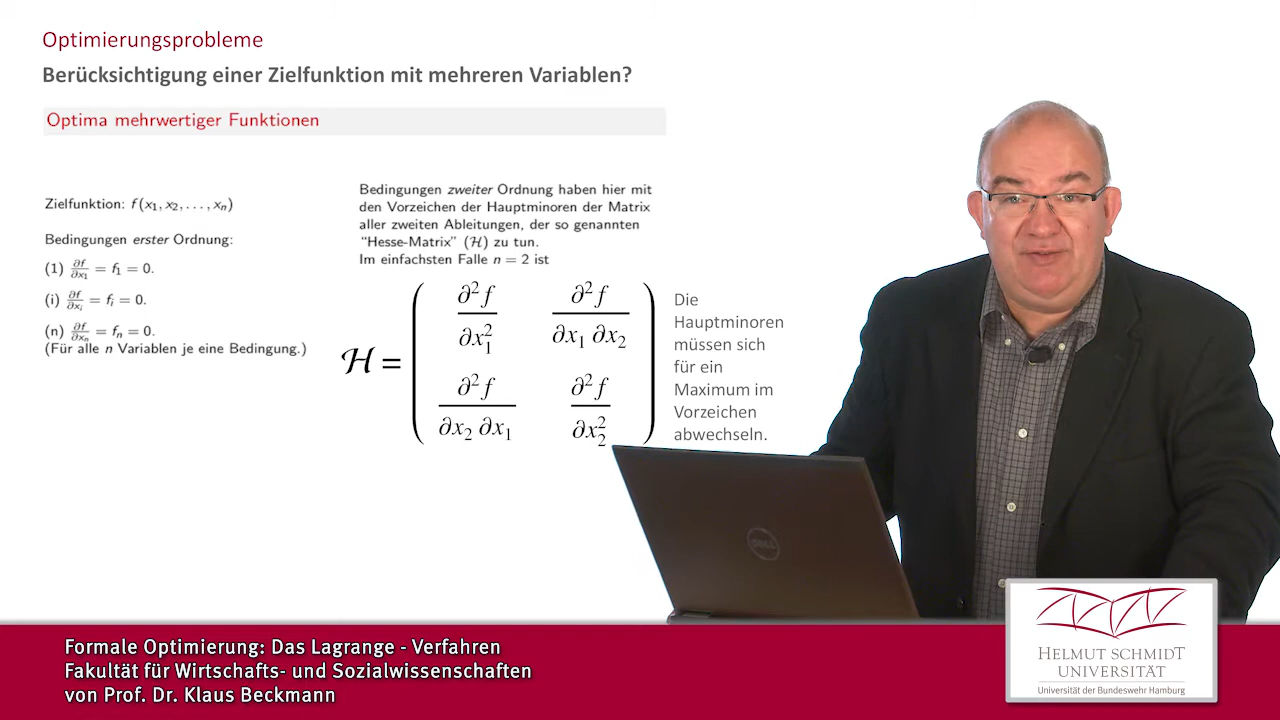 Optimierungsprobleme
Berücksichtigung einer Zielfunktion mit mehreren Variablen?
Optima mehrwertiger Funktionen
Zielfunktion: f(x₁, x₂, . . . , xₙ)
Bedingungen erster Ordnung:
(1) ∂f/∂x₁ = f₁ = 0.
(i) ∂f/∂xᵢ = fᵢ = 0.
(n) ∂f/∂xₙ = fₙ = 0.
(Für alle n Variablen je eine Bedingung.)
Bedingungen zweiter Ordnung haben hier mit
den Vorzeichen der Hauptminoren der Matrix
aller zweiten Ableitungen, der so genannten
“Hesse-Matrix” (ℋ) zu tun.
Im einfachsten Falle n = 2 ist
ℋ = ( ∂²f/∂x₁² ∂²f/∂x₁ ∂x₂
∂²f/∂x₂ ∂x₁ ∂²f/∂x₂² )
Die
Hauptminoren
müssen sich
für ein
Maximum im
Vorzeichen
abwechseln.
DELL
Formale Optimierung: Das Lagrange - Verfahren
Fakultät für Wirtschafts- und Sozialwissenschaften
von Prof. Dr. Klaus Beckmann
HELMUT SCHMIDT
UNIVERSITÄT
Universität der Bundeswehr Hamburg